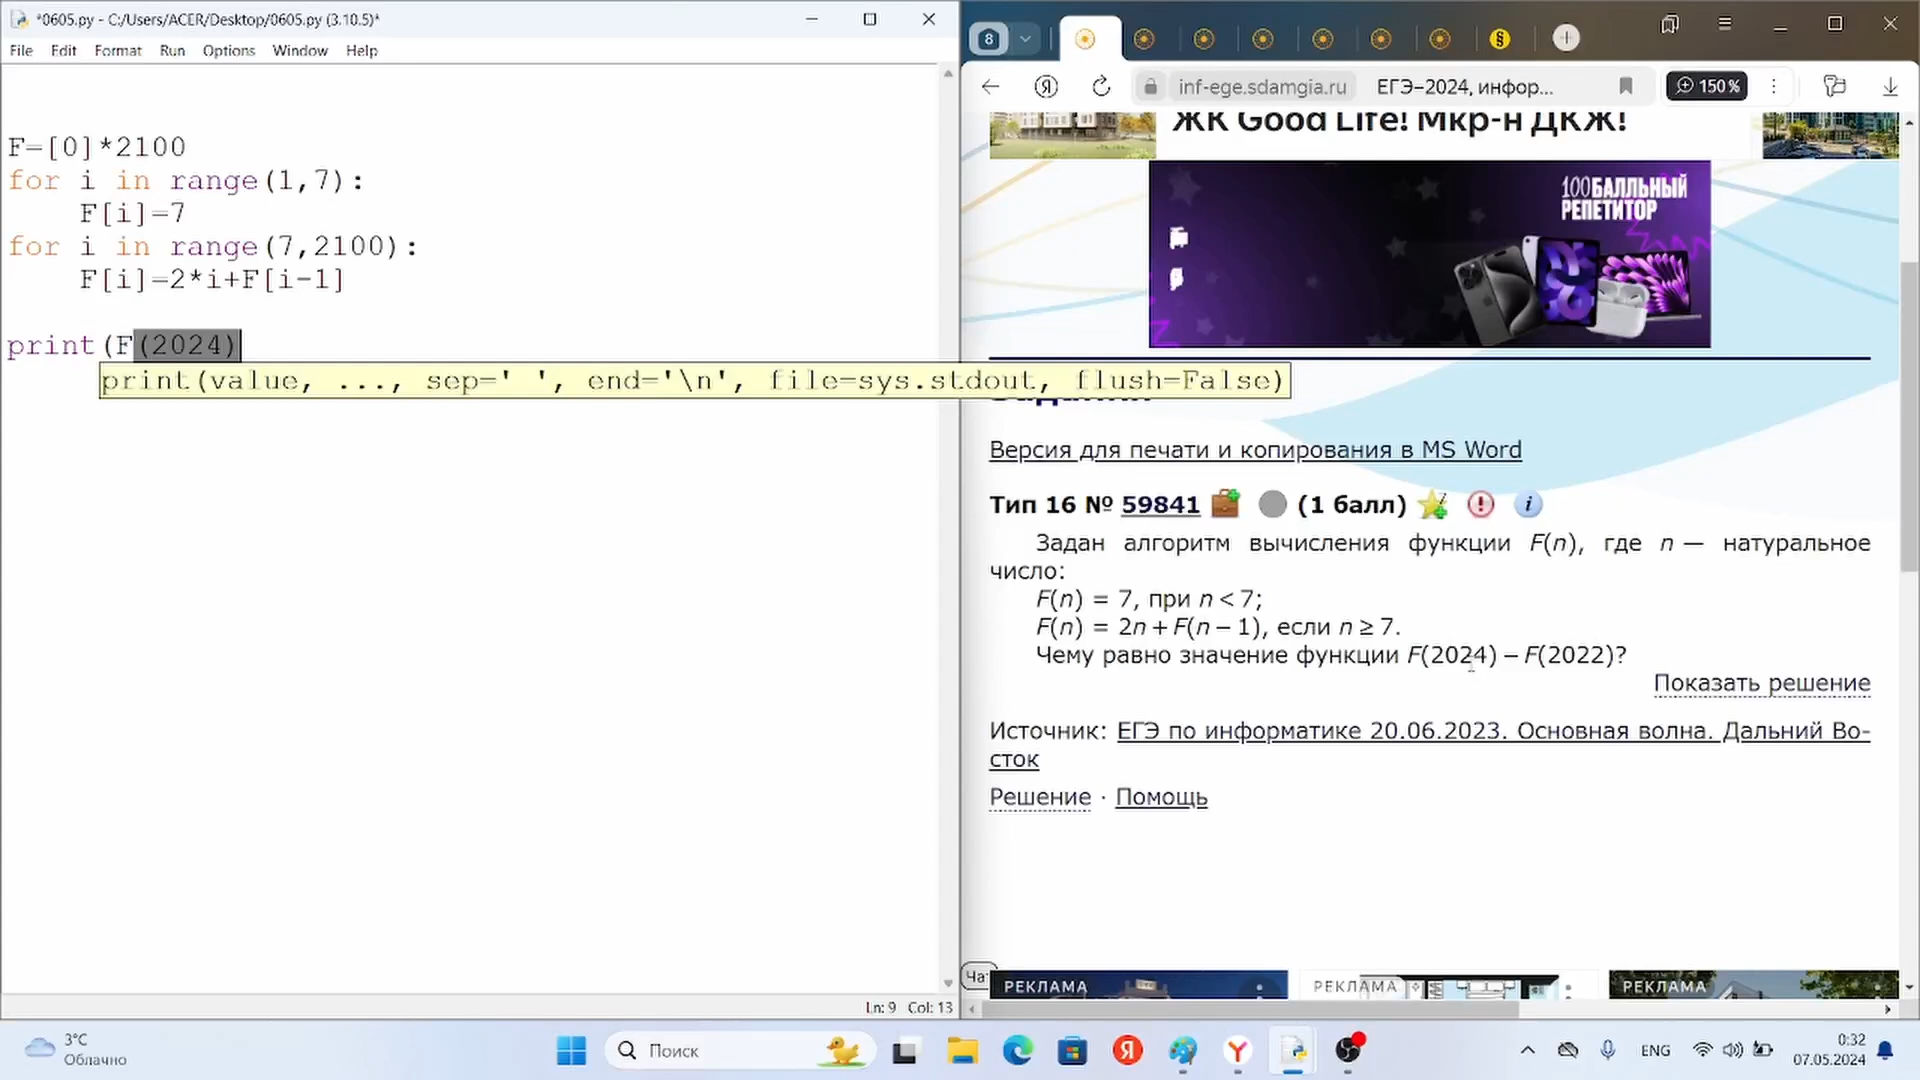 *0605.py - C:/Users/ACER/Desktop/0605.py (3.10.5)*
File Edit Format Run Options Window Help
F=[0]*2100
for i in range(1,7):
    F[i]=7
for i in range(7,2100):
    F[i]=2*i+F[i-1]
print(F(2024)
print(value, ..., sep=' ', end='\n', file=sys.stdout, flush=False)
Ln: 9 Col: 13
8
inf-ege.sdamgia.ru ЕГЭ–2024, инфор... 150 %
ЖК Good Life! Мкр-н ДКЖ!
100БАЛЛЬНЫЙ
РЕПЕТИТОР
Версия для печати и копирования в MS Word
Тип 16 № 59841 (1 балл)
Задан алгоритм вычисления функции F(n), где n — натуральное
число:
F(n) = 7, при n < 7;
F(n) = 2n + F(n − 1), если n ≥ 7.
Чему равно значение функции F(2024) − F(2022)?
Показать решение
Источник: ЕГЭ по информатике 20.06.2023. Основная волна. Дальний Во-
сток
Решение · Помощь
Чат
РЕКЛАМА РЕКЛАМА РЕКЛАМА
3°C
Облачно
Поиск
ENG
0:32
07.05.2024